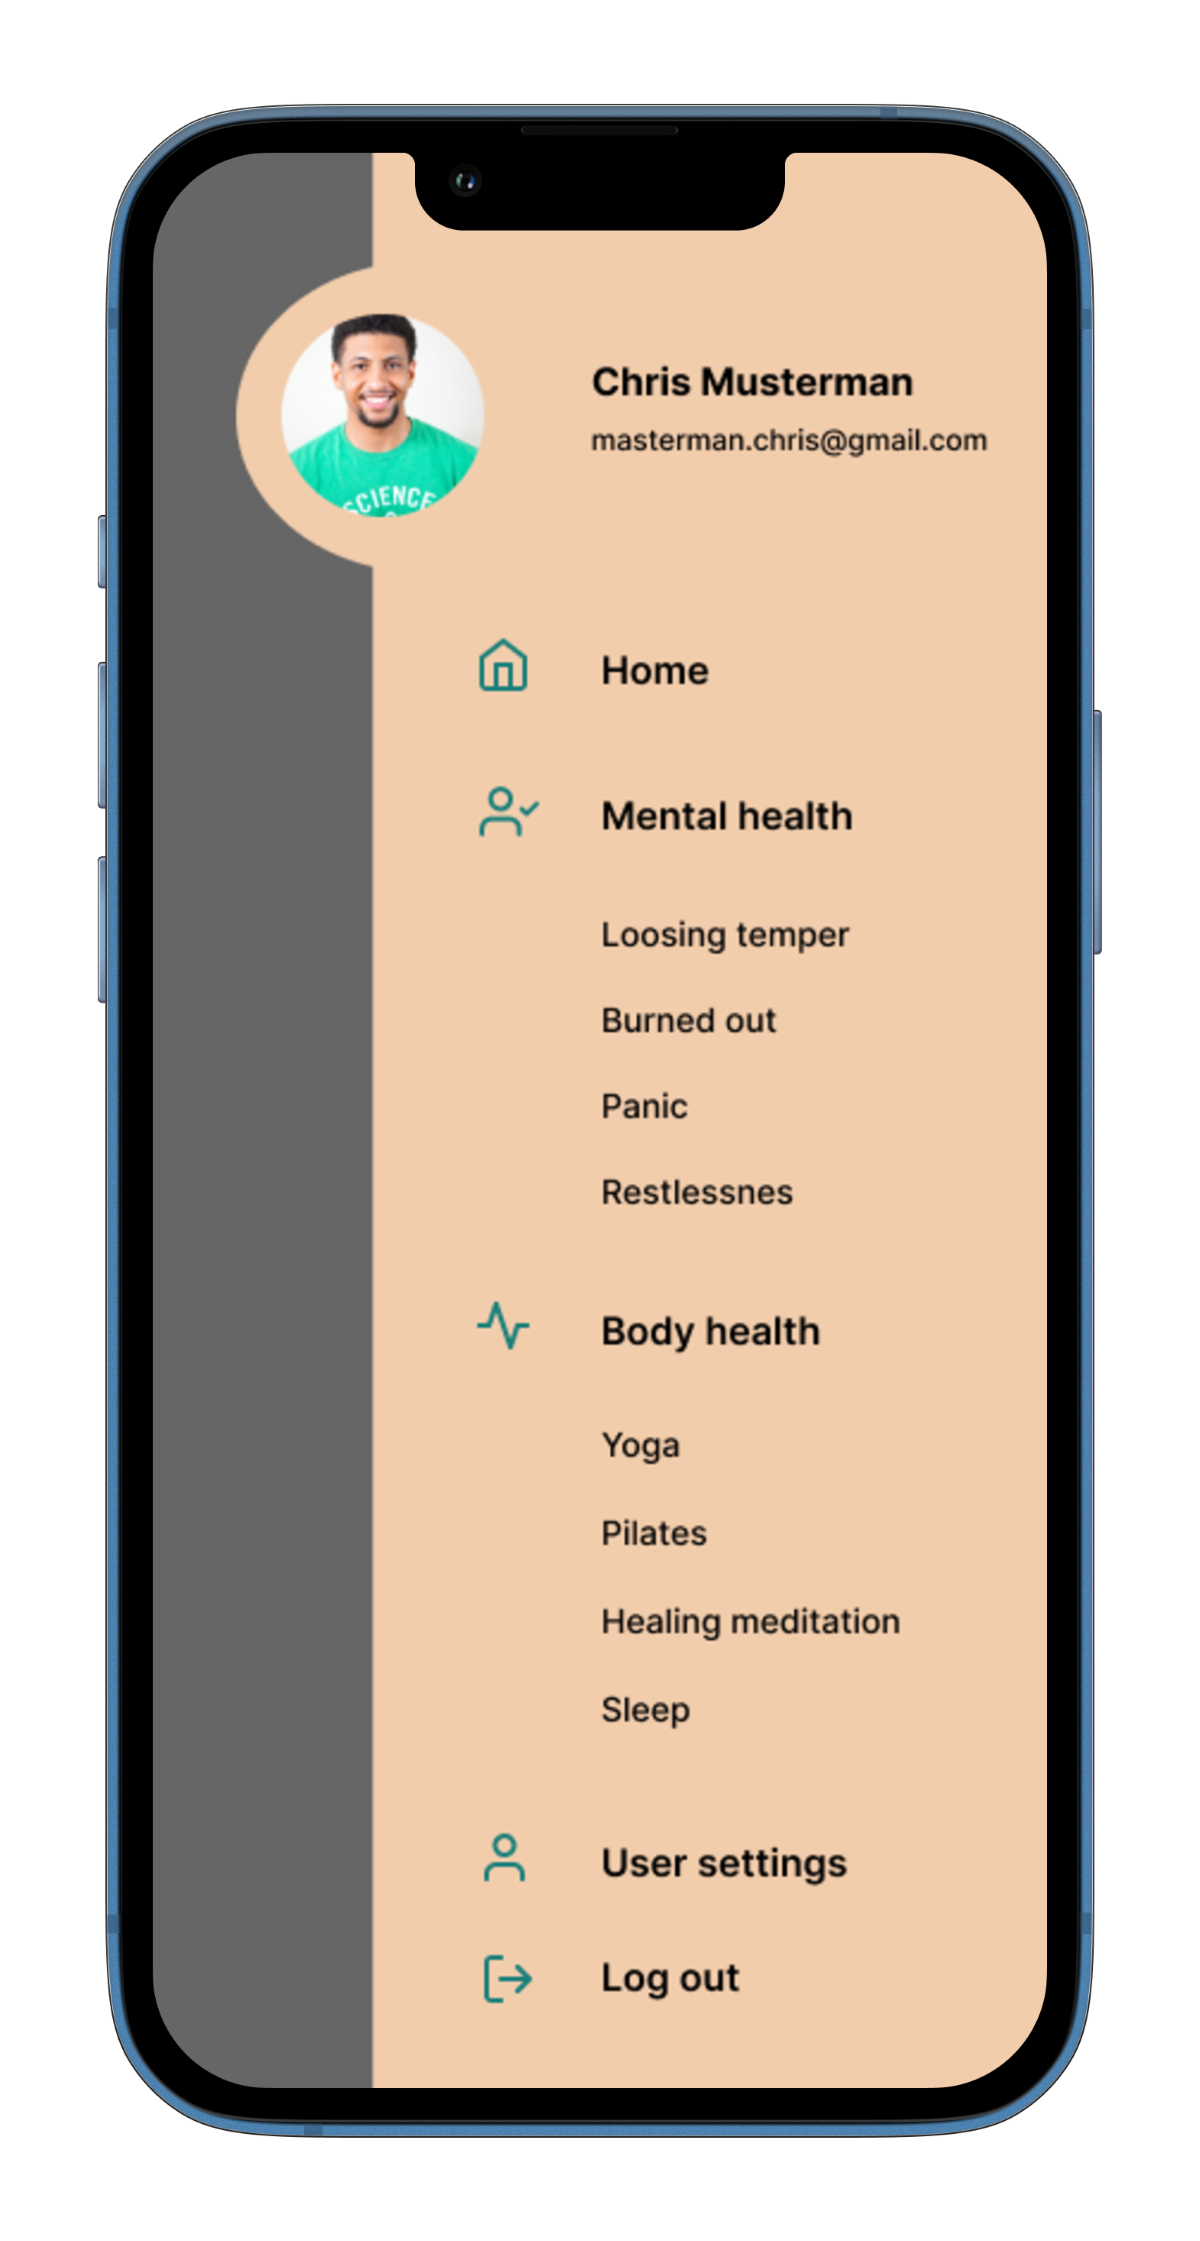 SCIENCE
Chris Musterman
masterman.chris@gmail.com
Home
Mental health
Loosing temper
Burned out
Panic
Restlessnes
Body health
Yoga
Pilates
Healing meditation
Sleep
User settings
Log out